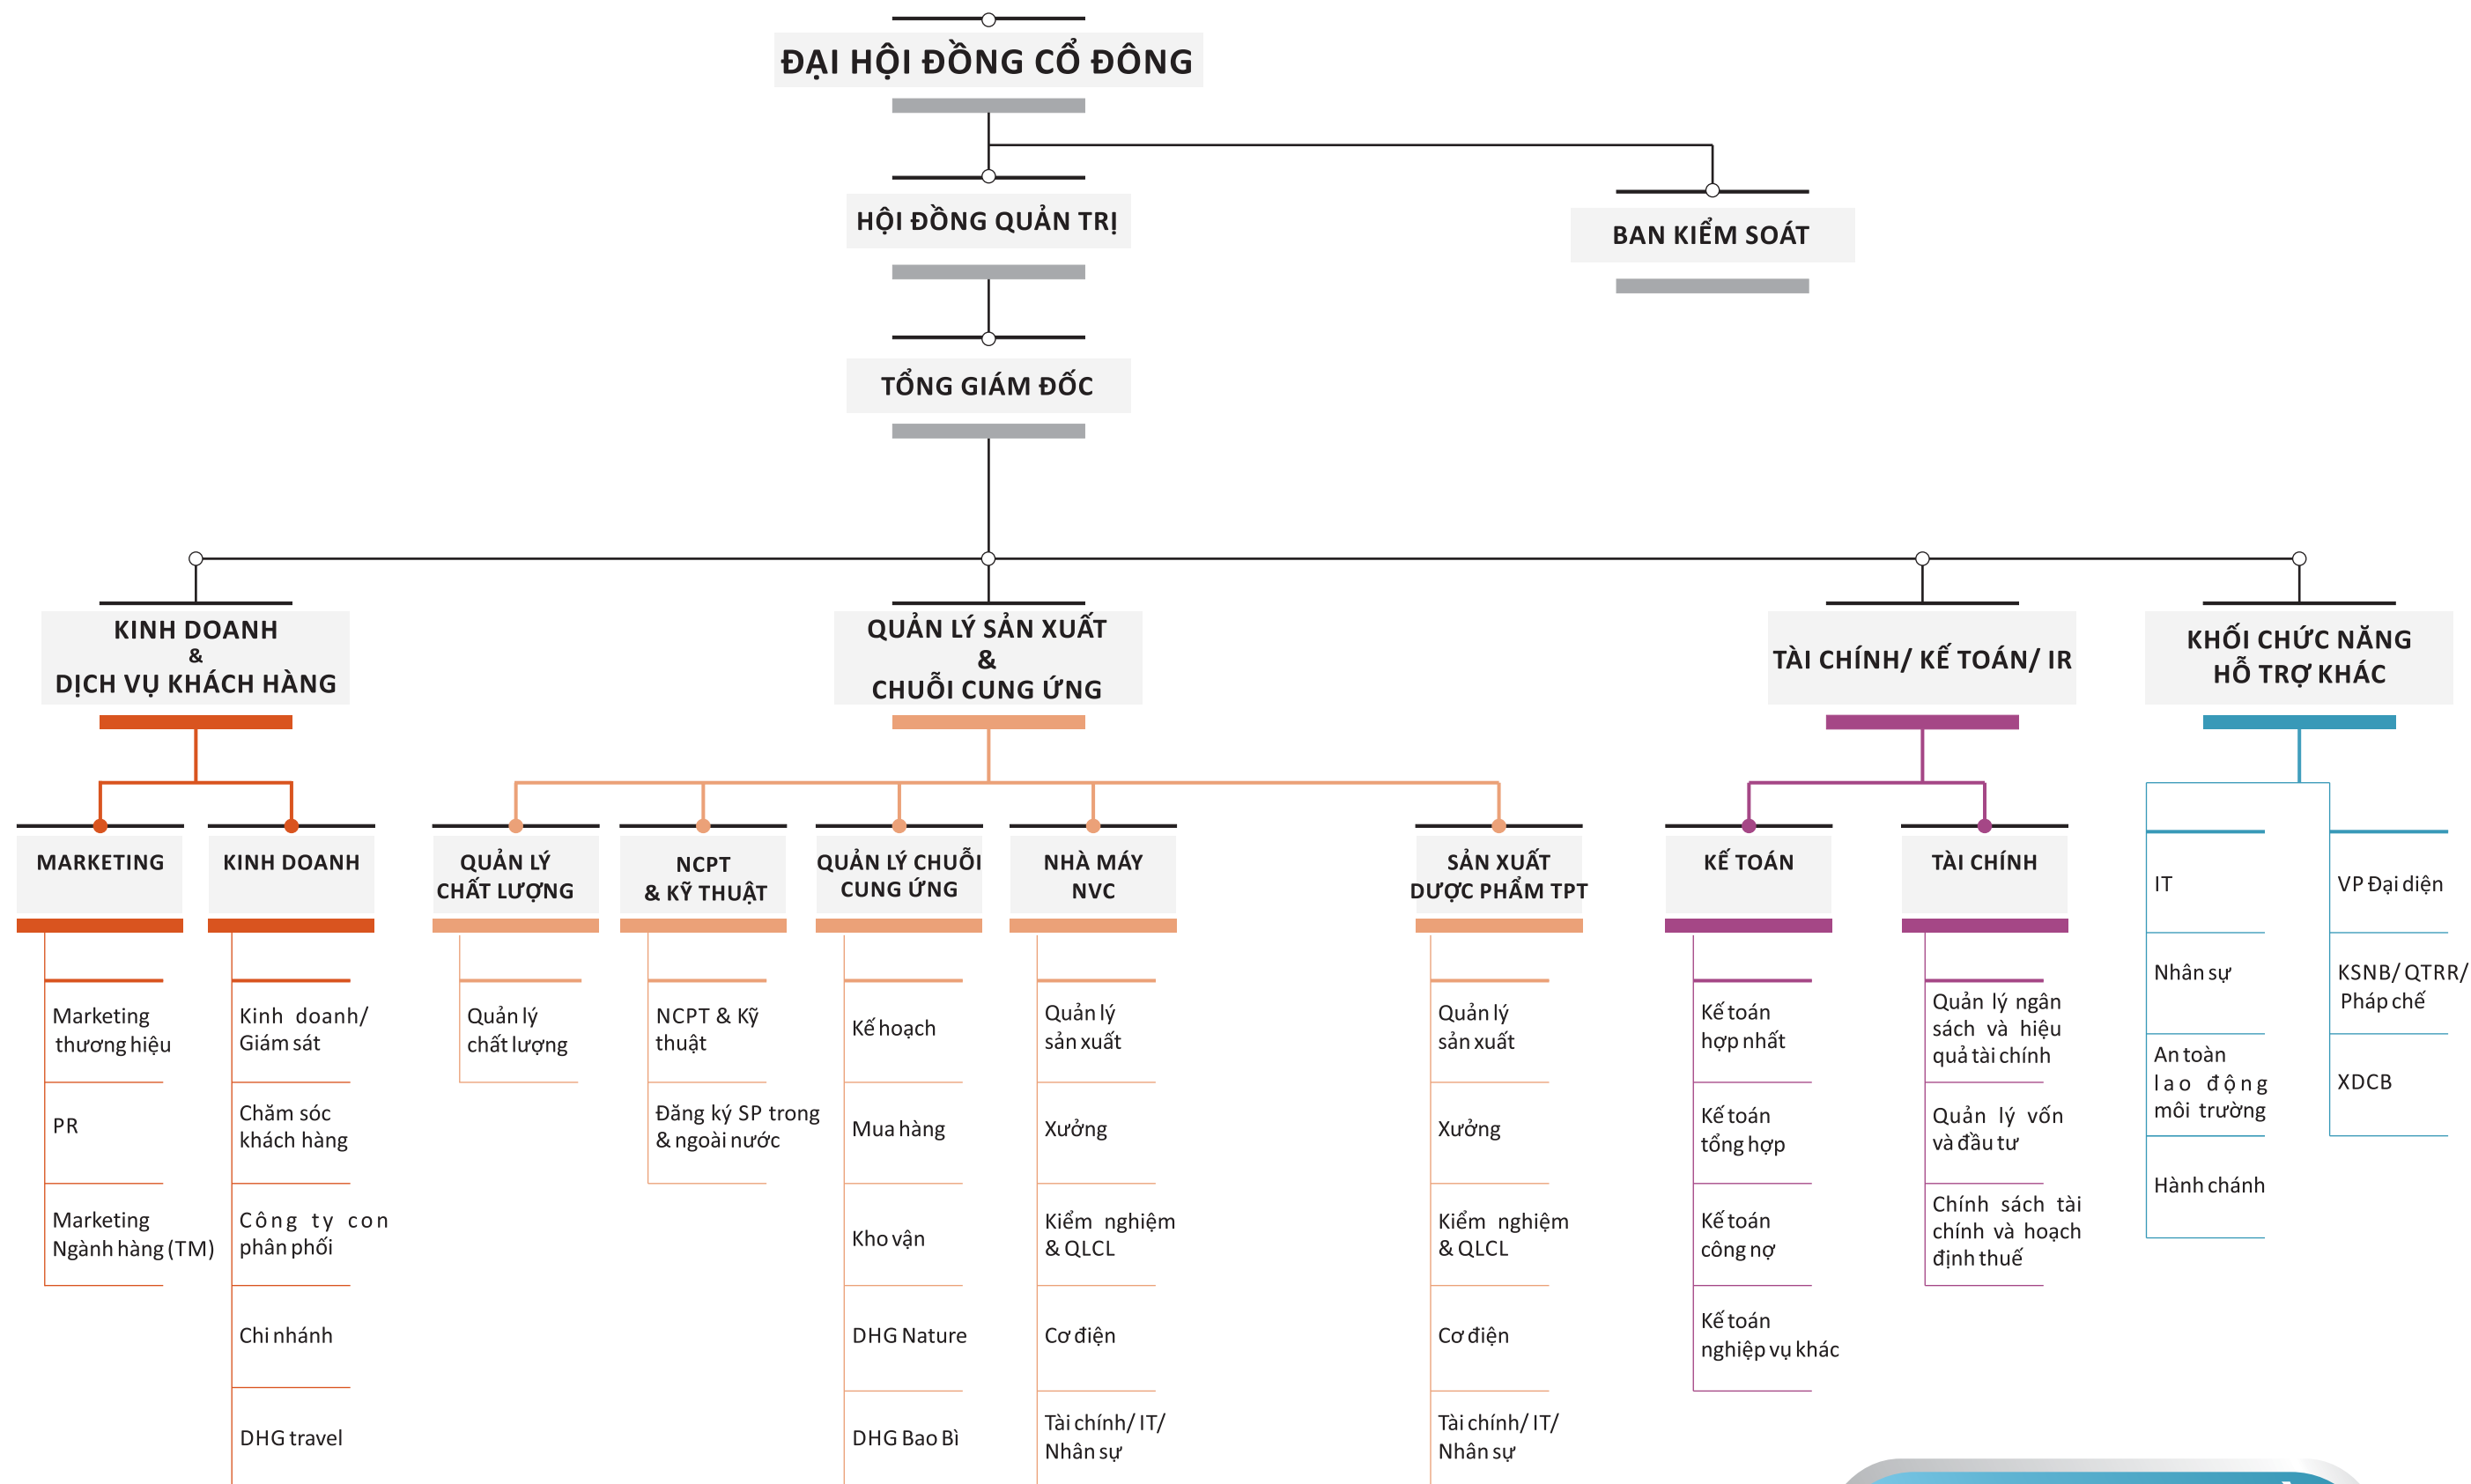 ĐẠI HỘI ĐỒNG CỔ ĐÔNG
HỘI ĐỒNG QUẢN TRỊ
BAN KIỂM SOÁT
TỔNG GIÁM ĐỐC
KINH DOANH
&
DỊCH VỤ KHÁCH HÀNG
QUẢN LÝ SẢN XUẤT
&
CHUỖI CUNG ỨNG
TÀI CHÍNH/ KẾ TOÁN/ IR
KHỐI CHỨC NĂNG
HỖ TRỢ KHÁC
MARKETING
Marketing
thương hiệu
PR
Marketing
Ngành hàng (TM)
KINH DOANH
Kinh doanh/
Giám sát
Chăm sóc
khách hàng
Công ty con
phân phối
Chi nhánh
DHG travel
QUẢN LÝ
CHẤT LƯỢNG
Quản lý
chất lượng
NCPT
& KỸ THUẬT
NCPT & Kỹ
thuật
Đăng ký SP trong
& ngoài nước
QUẢN LÝ CHUỖI
CUNG ỨNG
Kế hoạch
Mua hàng
Kho vận
DHG Nature
DHG Bao Bì
NHÀ MÁY
NVC
Quản lý
sản xuất
Xưởng
Kiểm nghiệm
& QLCL
Cơ điện
Tài chính/ IT/
Nhân sự
SẢN XUẤT
DƯỢC PHẨM TPT
Quản lý
sản xuất
Xưởng
Kiểm nghiệm
& QLCL
Cơ điện
Tài chính/ IT/
Nhân sự
KẾ TOÁN
Kế toán
hợp nhất
Kế toán
tổng hợp
Kế toán
công nợ
Kế toán
nghiệp vụ khác
TÀI CHÍNH
Quản lý ngân
sách và hiệu
quả tài chính
Quản lý vốn
và đầu tư
Chính sách tài
chính và hoạch
định thuế
IT
Nhân sự
An toàn
lao động
môi trường
Hành chánh
VP Đại diện
KSNB/ QTRR/
Pháp chế
XDCB